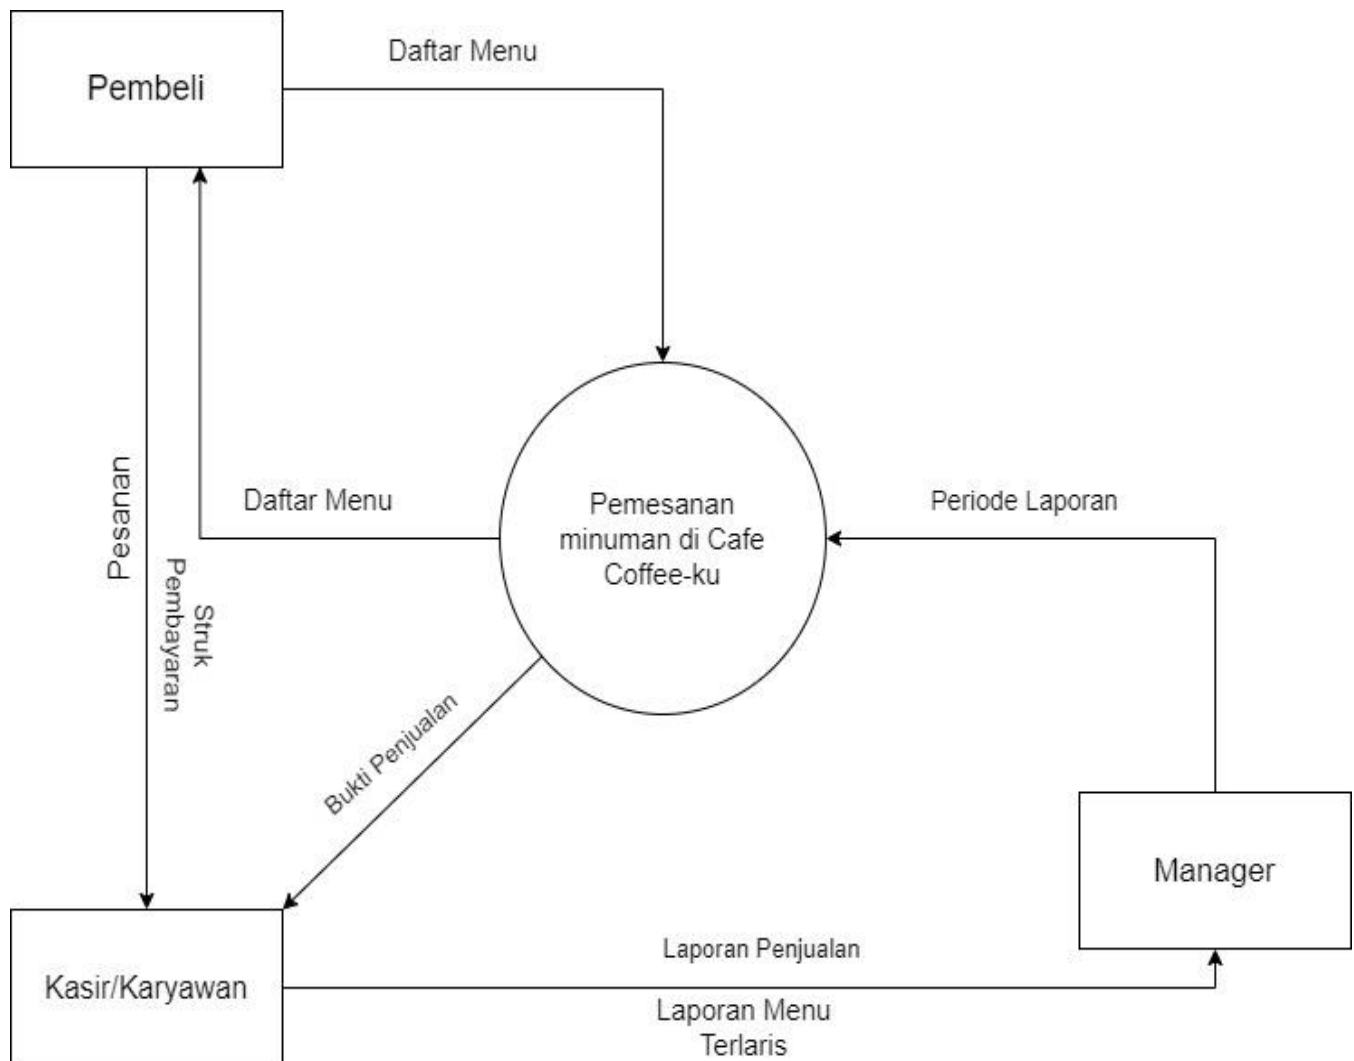 Daftar Menu
Pembeli
Pesanan
Struk
Pembayaran
Daftar Menu
Pemesanan
minuman di Cafe
Coffee-ku
Periode Laporan
Bukti Penjualan
Manager
Kasir/Karyawan
Laporan Penjualan
Laporan Menu
Terlaris